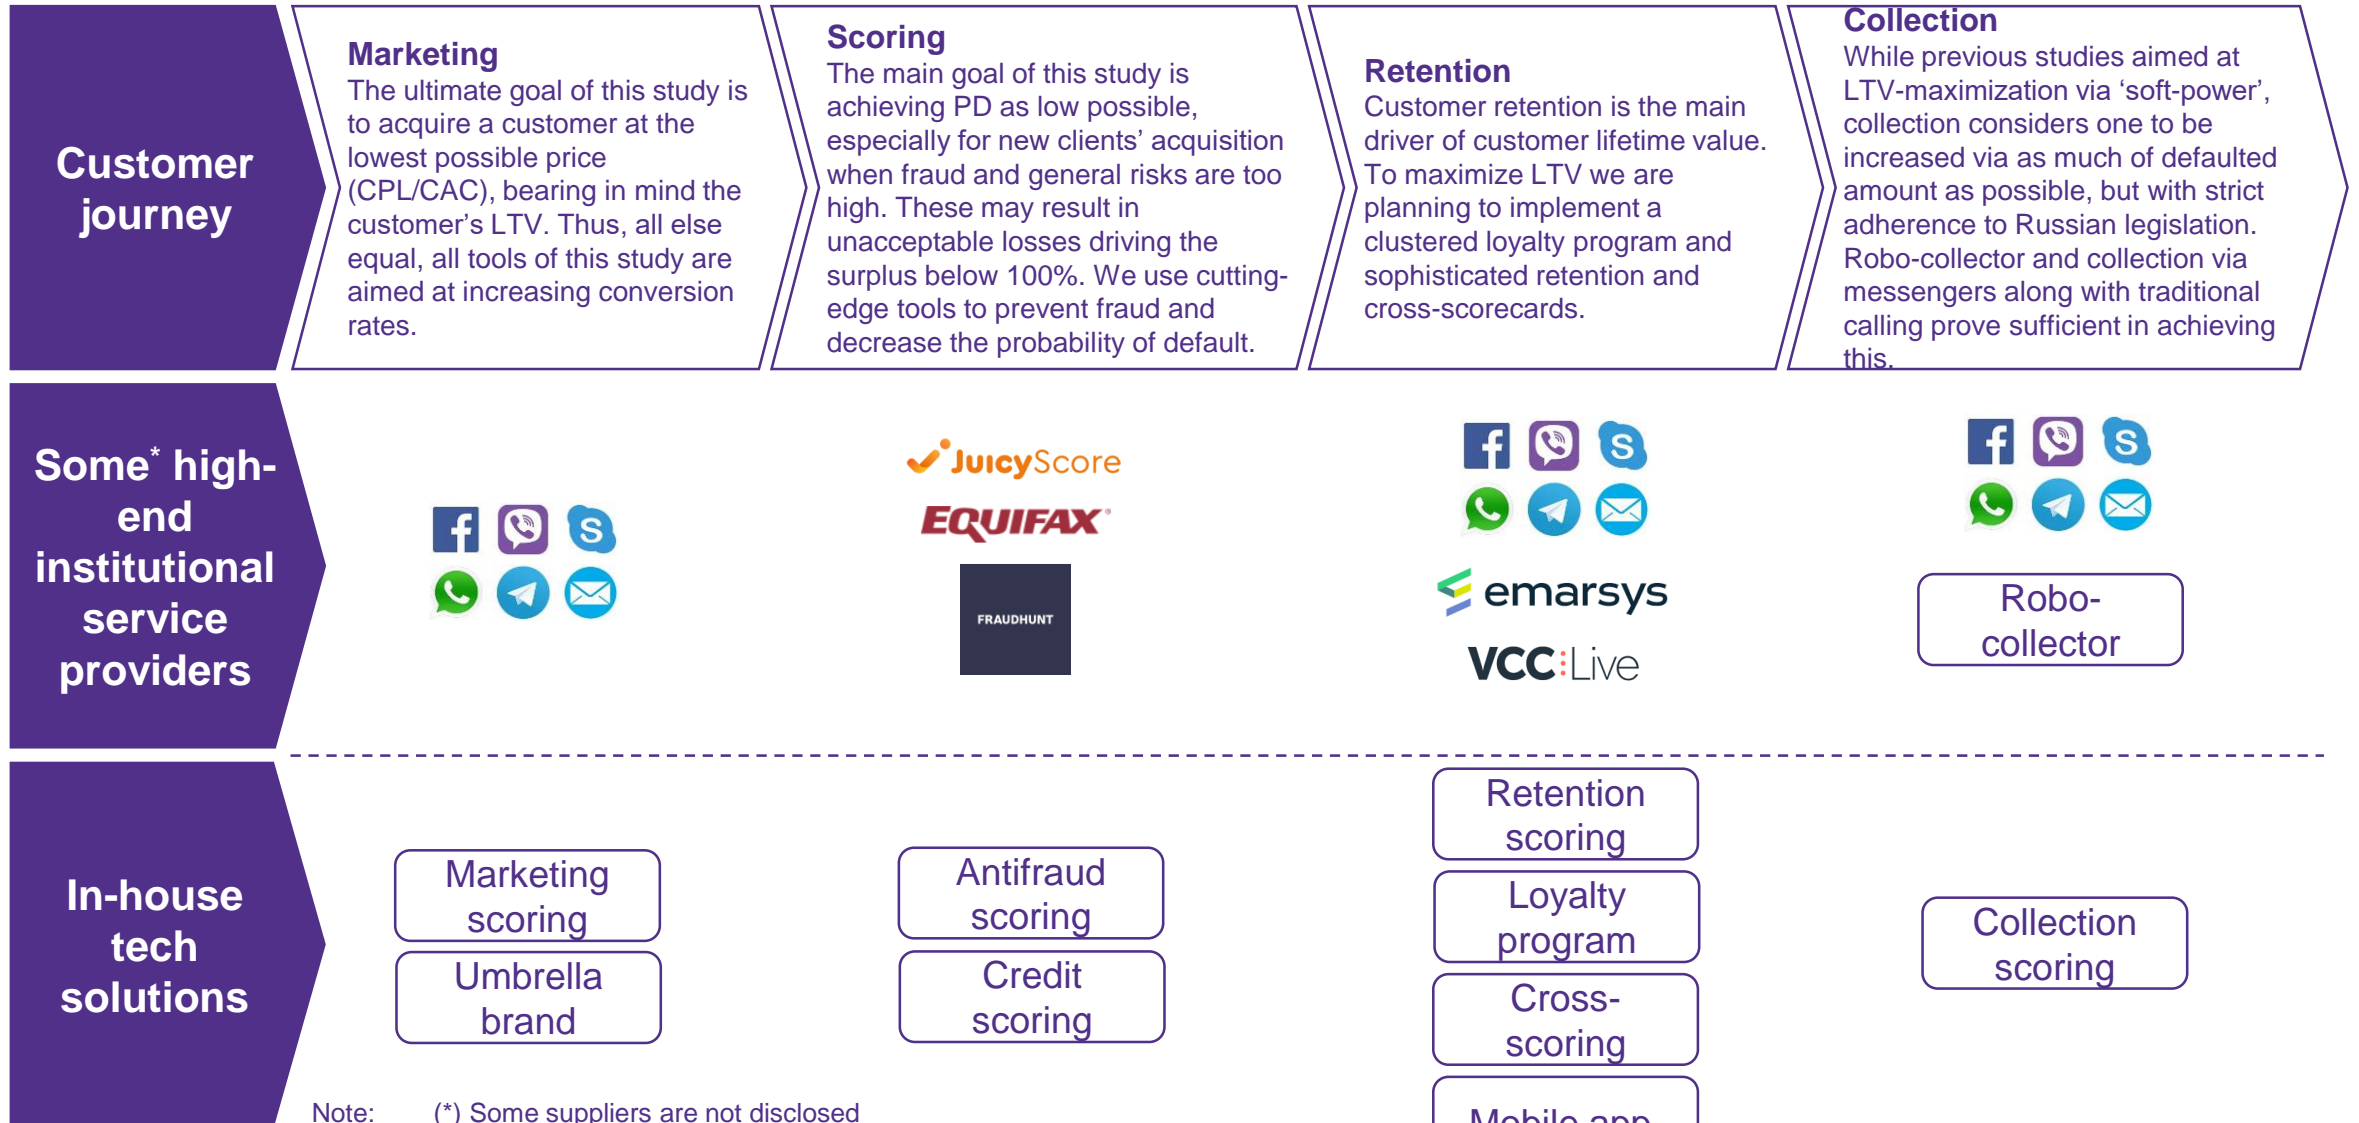 Customer
journey
Marketing
The ultimate goal of this study is
to acquire a customer at the
lowest possible price
(CPL/CAC), bearing in mind the
customer’s LTV. Thus, all else
equal, all tools of this study are
aimed at increasing conversion
rates.
Scoring
The main goal of this study is
achieving PD as low possible,
especially for new clients’ acquisition
when fraud and general risks are too
high. These may result in
unacceptable losses driving the
surplus below 100%. We use cutting-
edge tools to prevent fraud and
decrease the probability of default.
Retention
Customer retention is the main
driver of customer lifetime value.
To maximize LTV we are
planning to implement a
clustered loyalty program and
sophisticated retention and
cross-scorecards.
Collection
While previous studies aimed at
LTV-maximization via ‘soft-power’,
collection considers one to be
increased via as much of defaulted
amount as possible, but with strict
adherence to Russian legislation.
Robo-collector and collection via
messengers along with traditional
calling prove sufficient in achieving
this.
Some* high-
end
institutional
service
providers
JuicyScore
EQUIFAX
FRAUDHUNT
emarsys
VCC:Live
Robo-
collector
In-house
tech
solutions
Marketing
scoring
Umbrella
brand
Antifraud
scoring
Credit
scoring
Retention
scoring
Loyalty
program
Cross-
scoring
Mobile app
Collection
scoring
Note: (*) Some suppliers are not disclosed